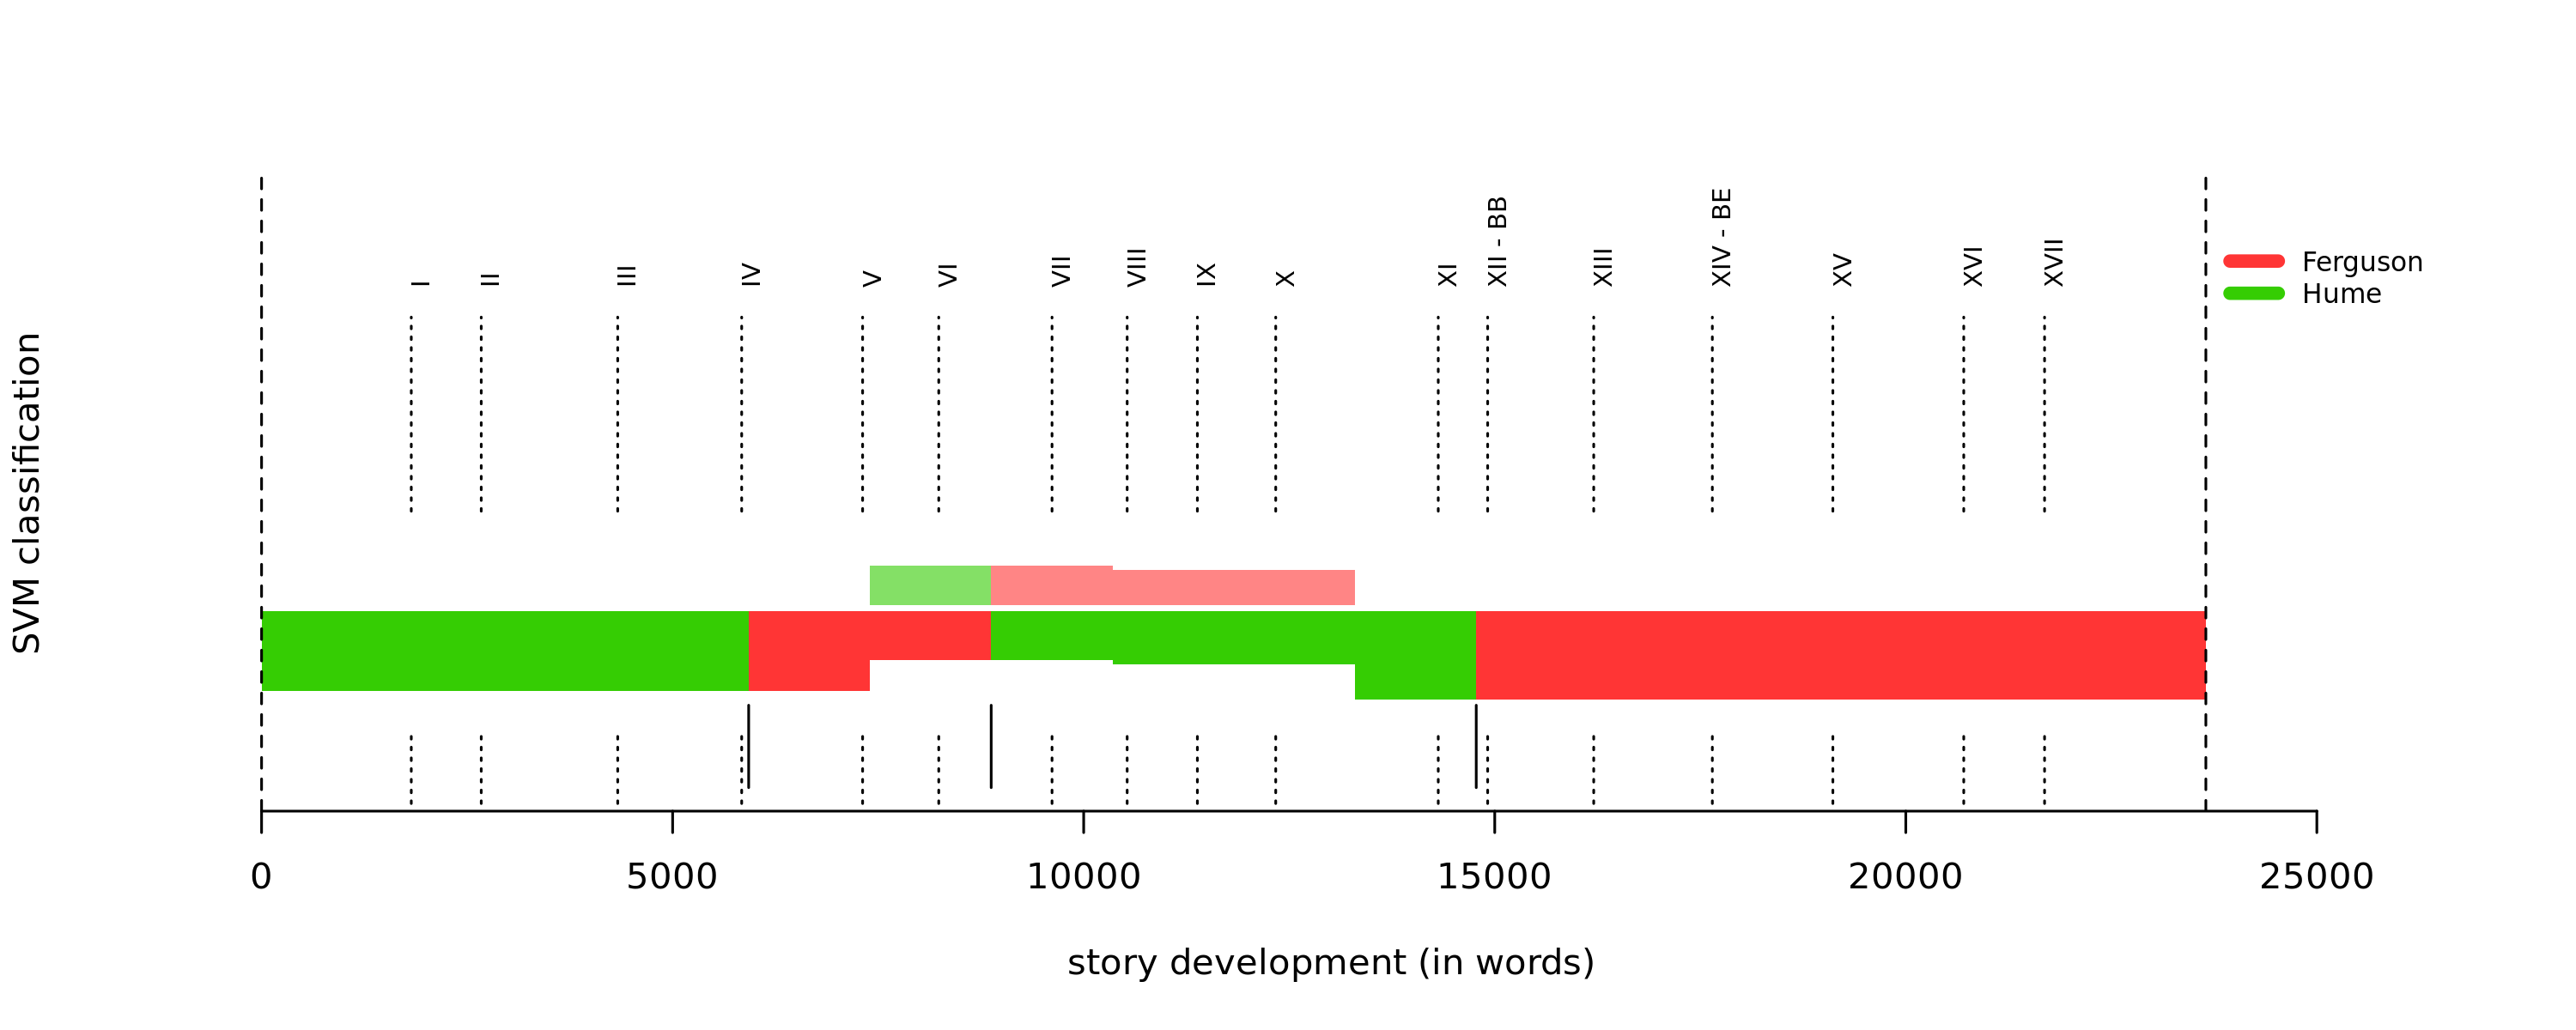 SVM classification
I
II
III
IV
V
VI
VII
VIII
IX
X
XI
XII - BB
XIII
XIV - BE
XV
XVI
XVII
Ferguson
Hume
0
5000
10000
15000
20000
25000
story development (in words)